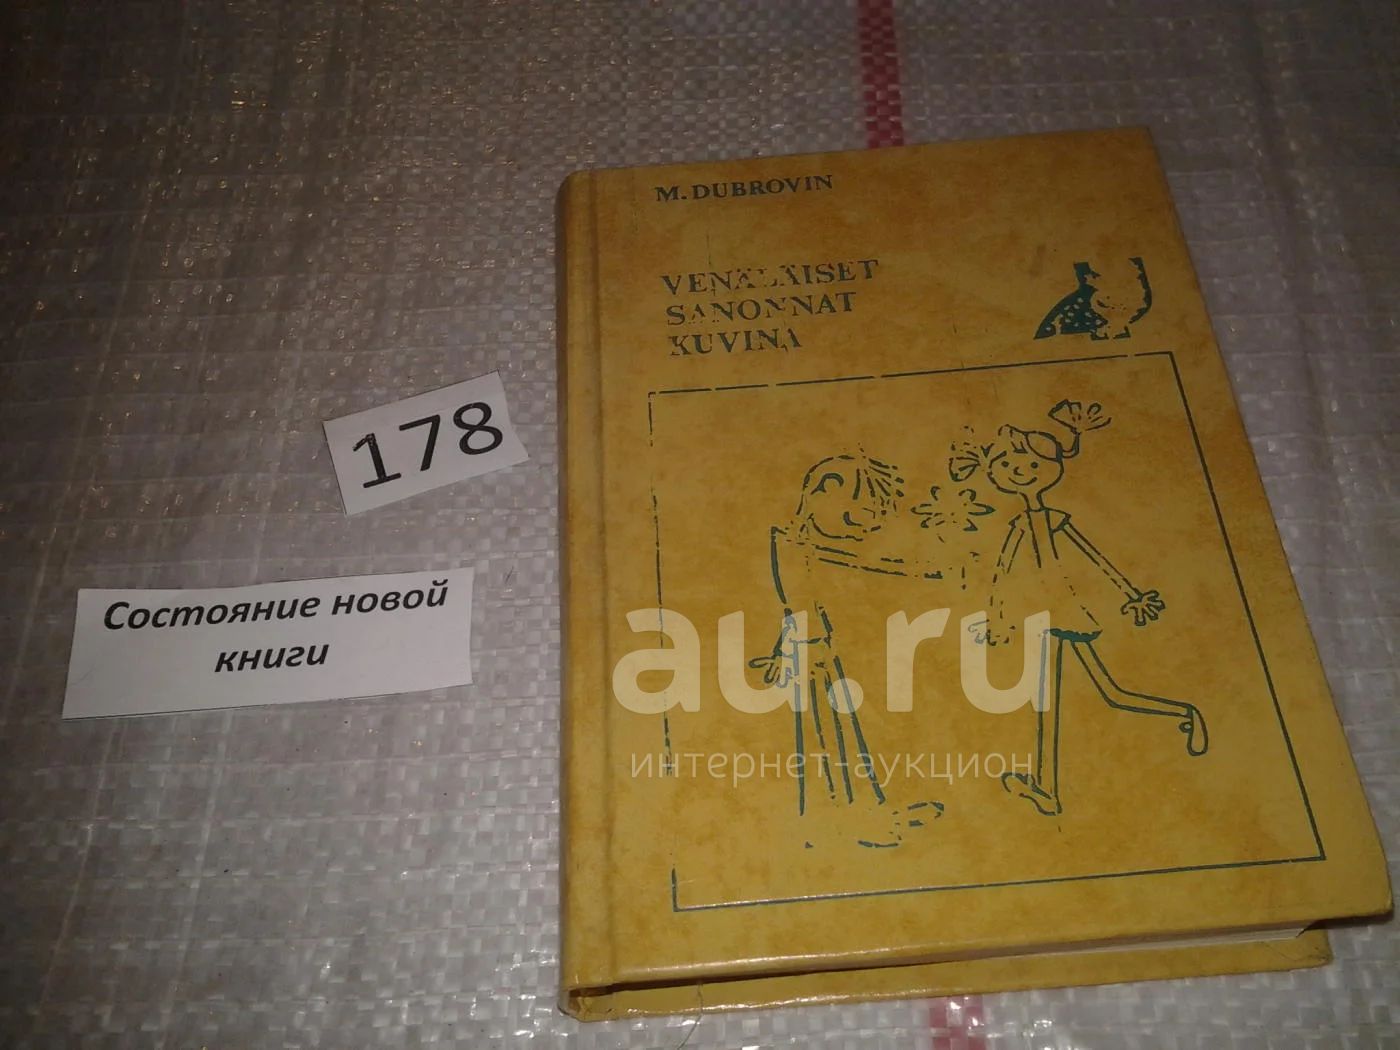 M. DUBROVIN
VENÄLÄISET
SANONNAT
KUVINA
178
Состояние новой
книги
au.ru
интернет-аукцион